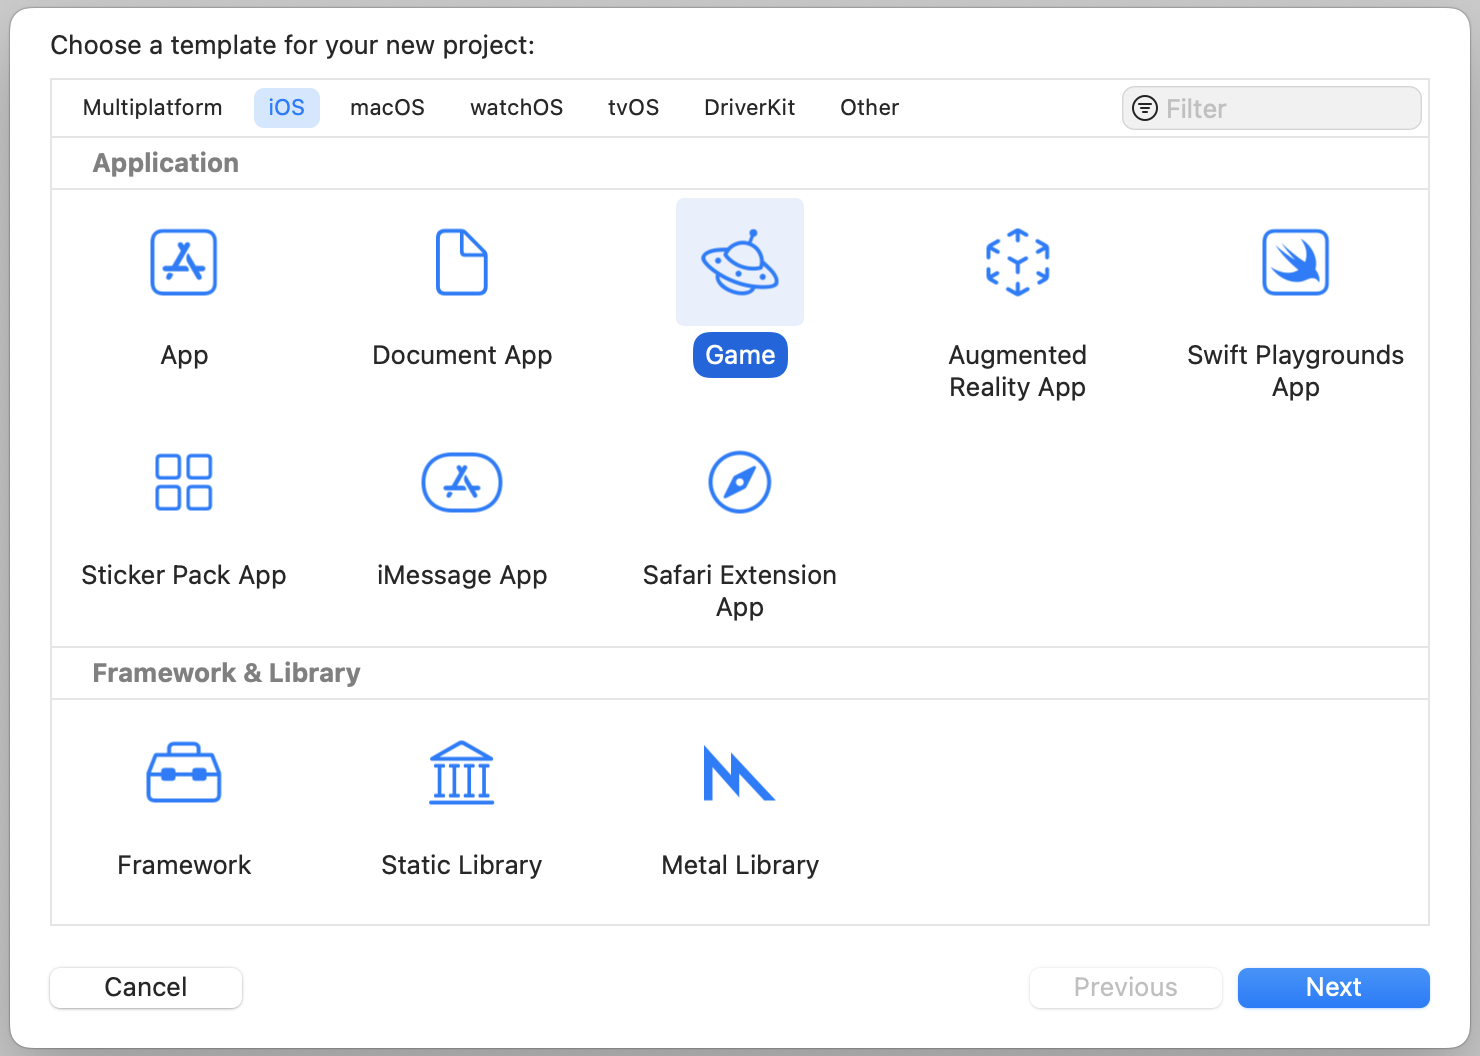 Choose a template for your new project:
Multiplatform iOS macOS watchOS tvOS DriverKit Other Filter
Application
App Document App Game Augmented Reality App Swift Playgrounds App
Sticker Pack App iMessage App Safari Extension App
Framework & Library
Framework Static Library Metal Library
Cancel Previous Next